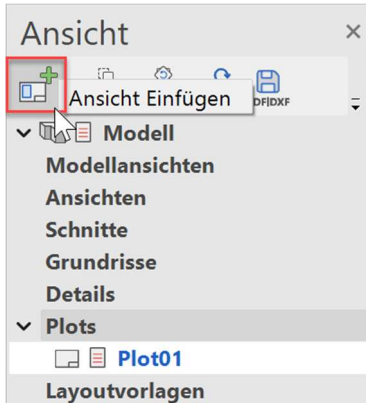 Ansicht
DF|DXF
Ansicht Einfügen
Modell
Modellansichten
Ansichten
Schnitte
Grundrisse
Details
Plots
Plot01
Layoutvorlagen